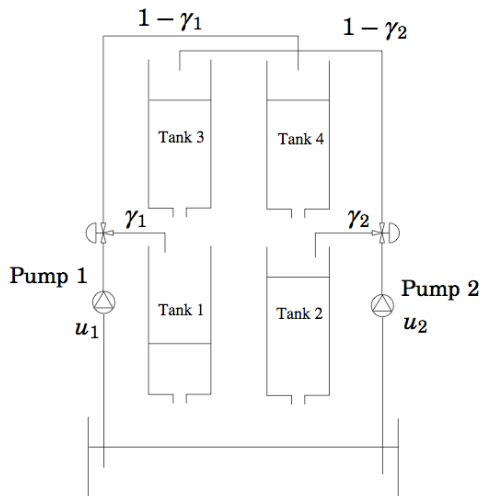 1 − γ₁
1 − γ₂
Tank 3
Tank 4
γ₁
γ₂
Pump 1
Pump 2
Tank 1
Tank 2
u₁
u₂